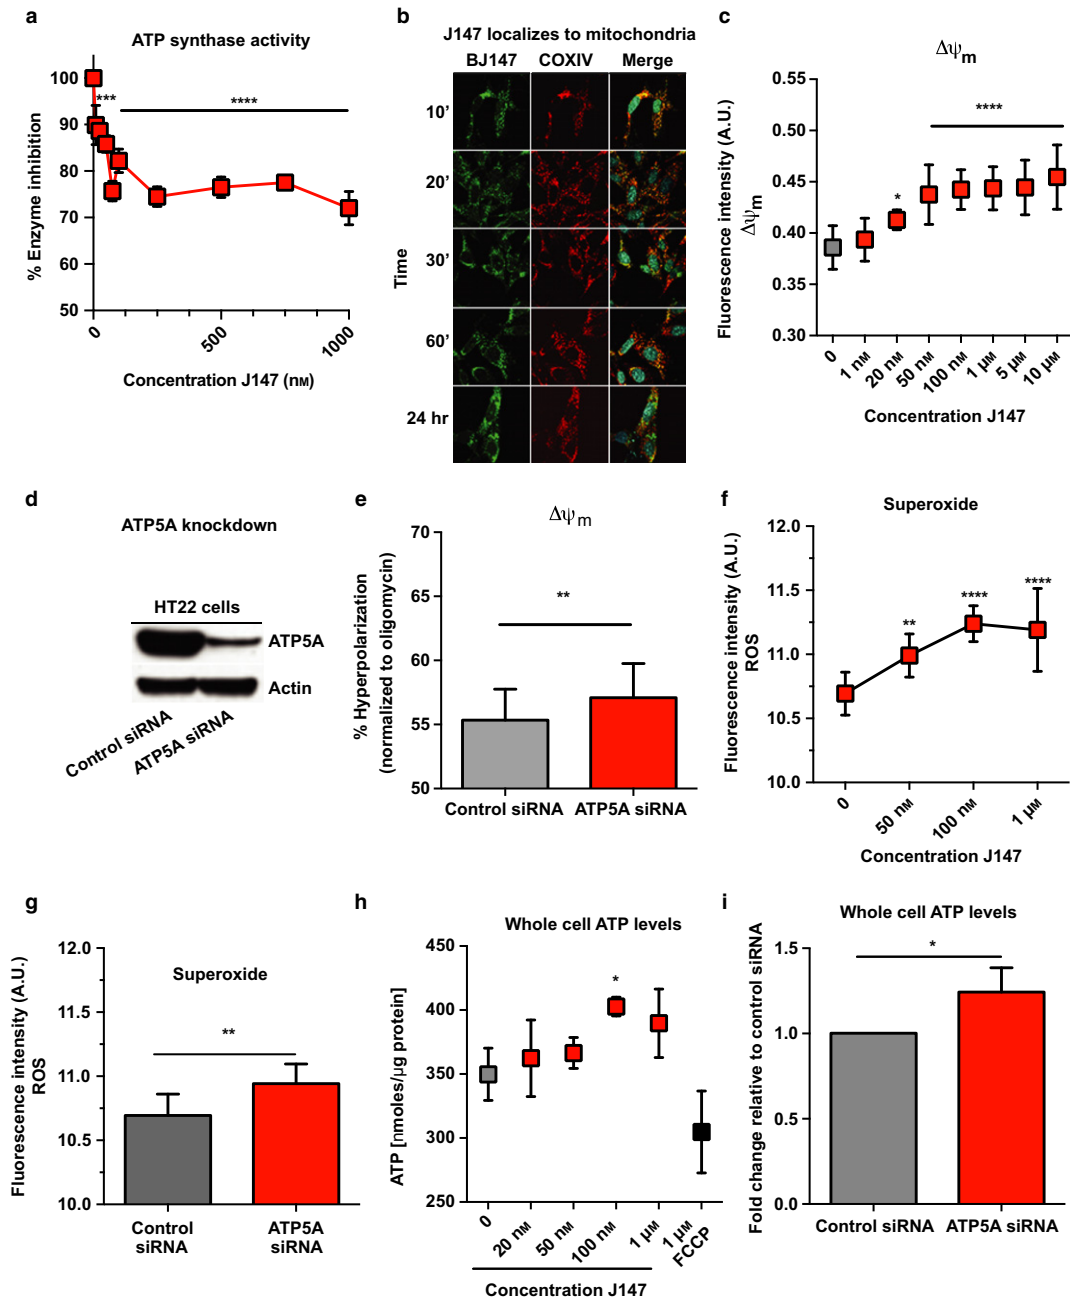 a
ATP synthase activity
% Enzyme inhibition
100
90
80
70
60
50
***
****
0
500
1000
Concentration J147 (nM)
b
J147 localizes to mitochondria
BJ147 COXIV Merge
Time
10'
20'
30'
60'
24 hr
c
Δψm
Fluorescence intensity (A.U.)
Δψm
0.55
0.50
0.45
0.40
0.35
0.30
*
****
0
1 nM
20 nM
50 nM
100 nM
1 μM
5 μM
10 μM
Concentration J147
d
ATP5A knockdown
HT22 cells
ATP5A
Actin
Control siRNA
ATP5A siRNA
e
Δψm
% Hyperpolarization
(normalized to oligomycin)
70
65
60
55
50
**
Control siRNA ATP5A siRNA
f
Superoxide
Fluorescence intensity (A.U.)
ROS
12.0
11.5
11.0
10.5
10.0
**
****
****
0
50 nM
100 nM
1 μM
Concentration J147
g
Superoxide
Fluorescence intensity (A.U.)
ROS
12.0
11.5
11.0
10.5
10.0
**
Control
siRNA
ATP5A
siRNA
h
Whole cell ATP levels
ATP [nmoles/μg protein]
450
400
350
300
250
*
0
20 nM
50 nM
100 nM
1 μM
1 μM
FCCP
Concentration J147
i
Whole cell ATP levels
Fold change relative to control siRNA
1.5
1.0
0.5
0.0
*
Control siRNA ATP5A siRNA